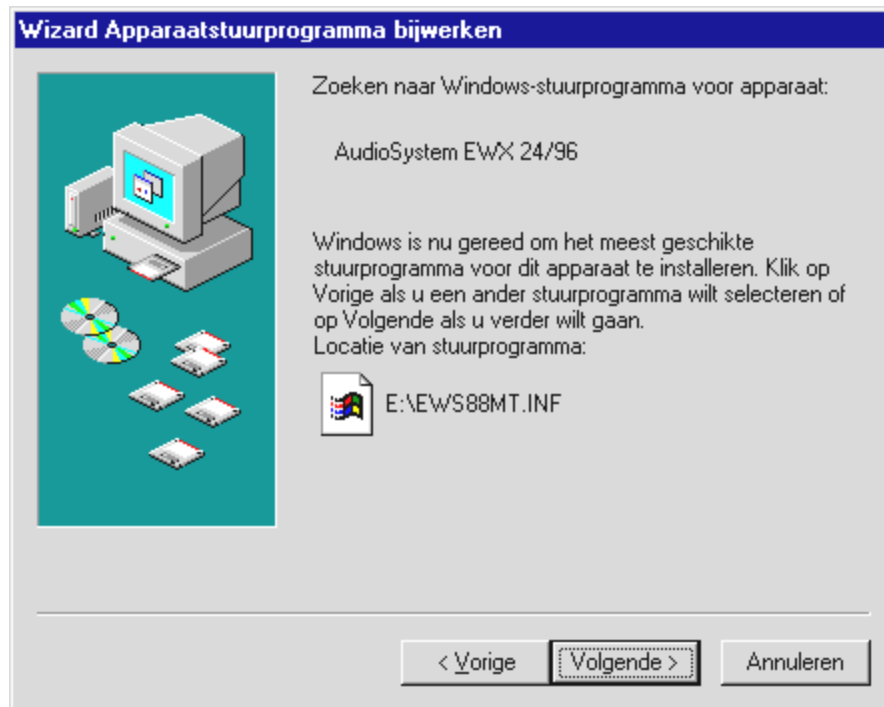 Wizard Apparaatstuurprogramma bijwerken
Zoeken naar Windows-stuurprogramma voor apparaat:
AudioSystem EWX 24/96
Windows is nu gereed om het meest geschikte
stuurprogramma voor dit apparaat te installeren. Klik op
Vorige als u een ander stuurprogramma wilt selecteren of
op Volgende als u verder wilt gaan.
Locatie van stuurprogramma:
E:\EWS88MT.INF
< Vorige
Volgende >
Annuleren